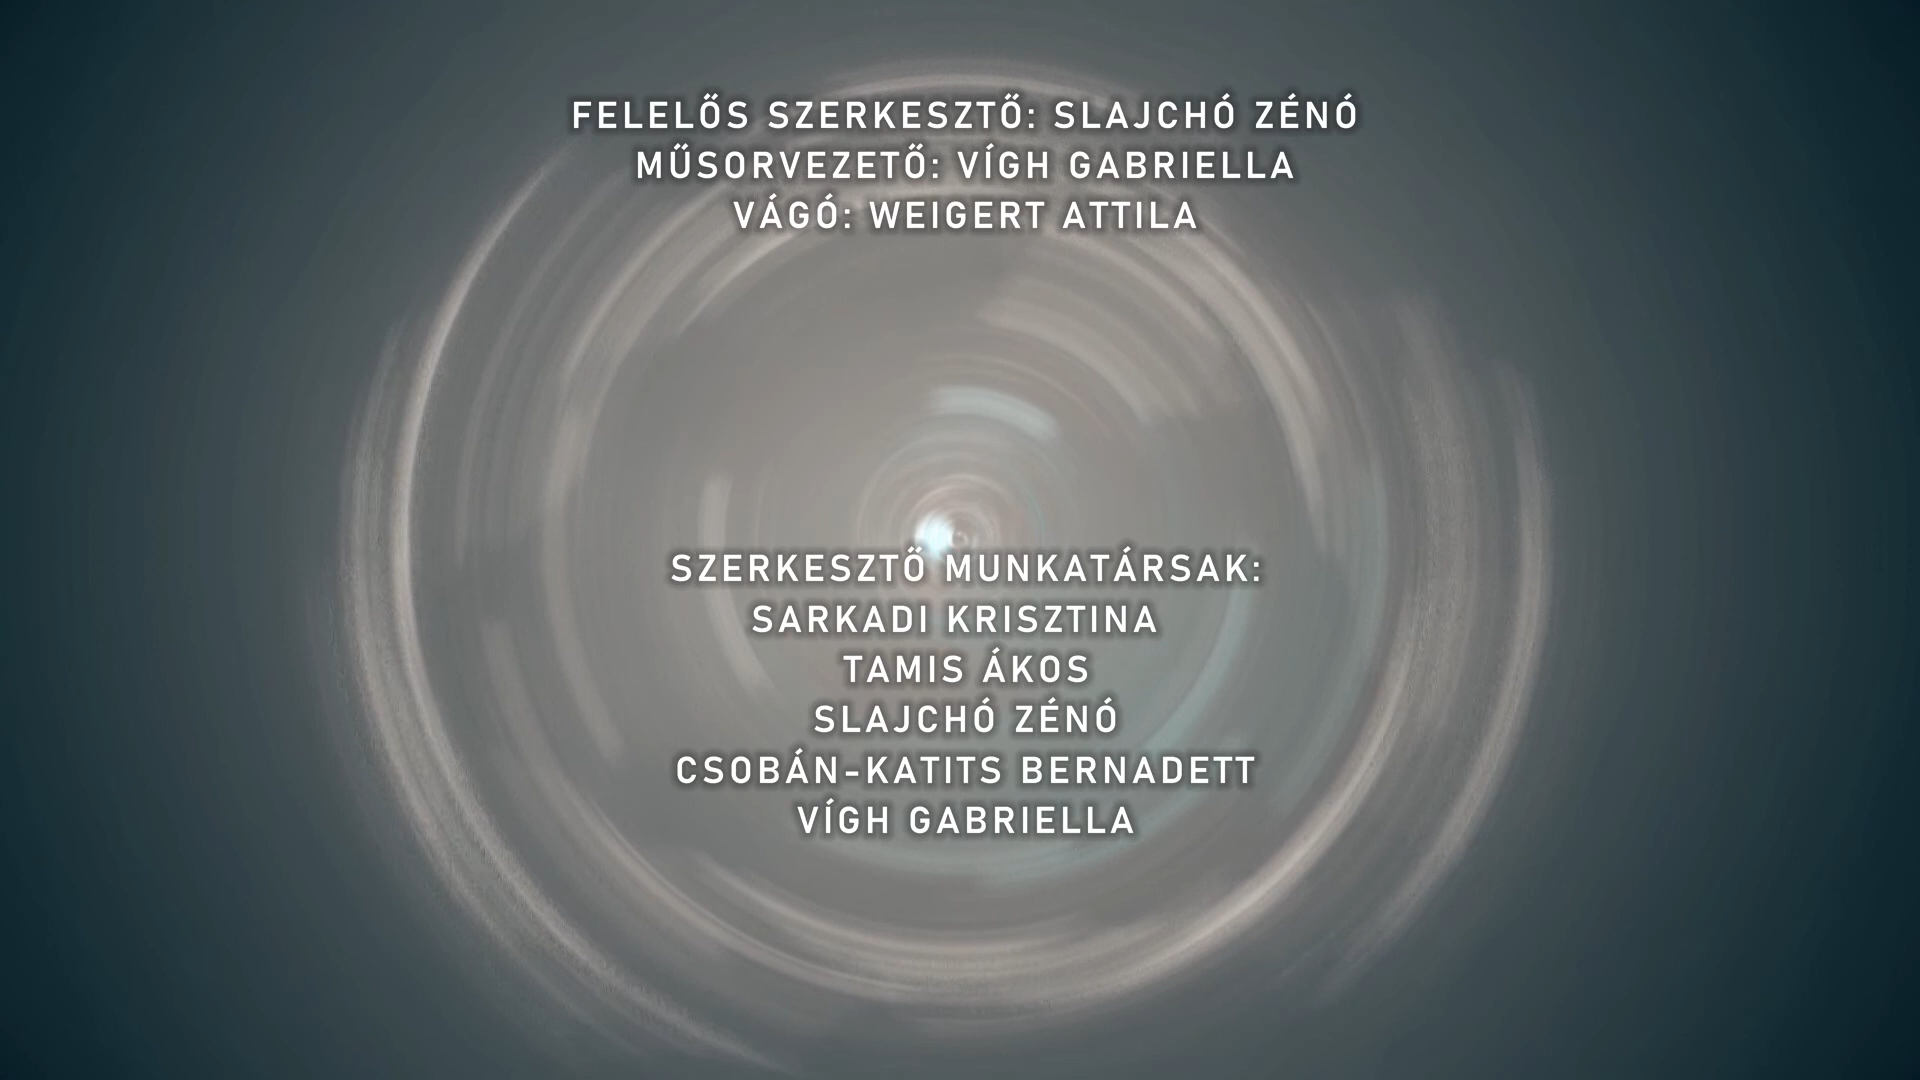 FELELŐS SZERKESZTŐ: SLAJCHÓ ZÉNÓ
MŰSORVEZETŐ: VÍGH GABRIELLA
VÁGÓ: WEIGERT ATTILA
SZERKESZTŐ MUNKATÁRSAK:
SARKADI KRISZTINA
TAMIS ÁKOS
SLAJCHÓ ZÉNÓ
CSOBÁN-KATITS BERNADETT
VÍGH GABRIELLA